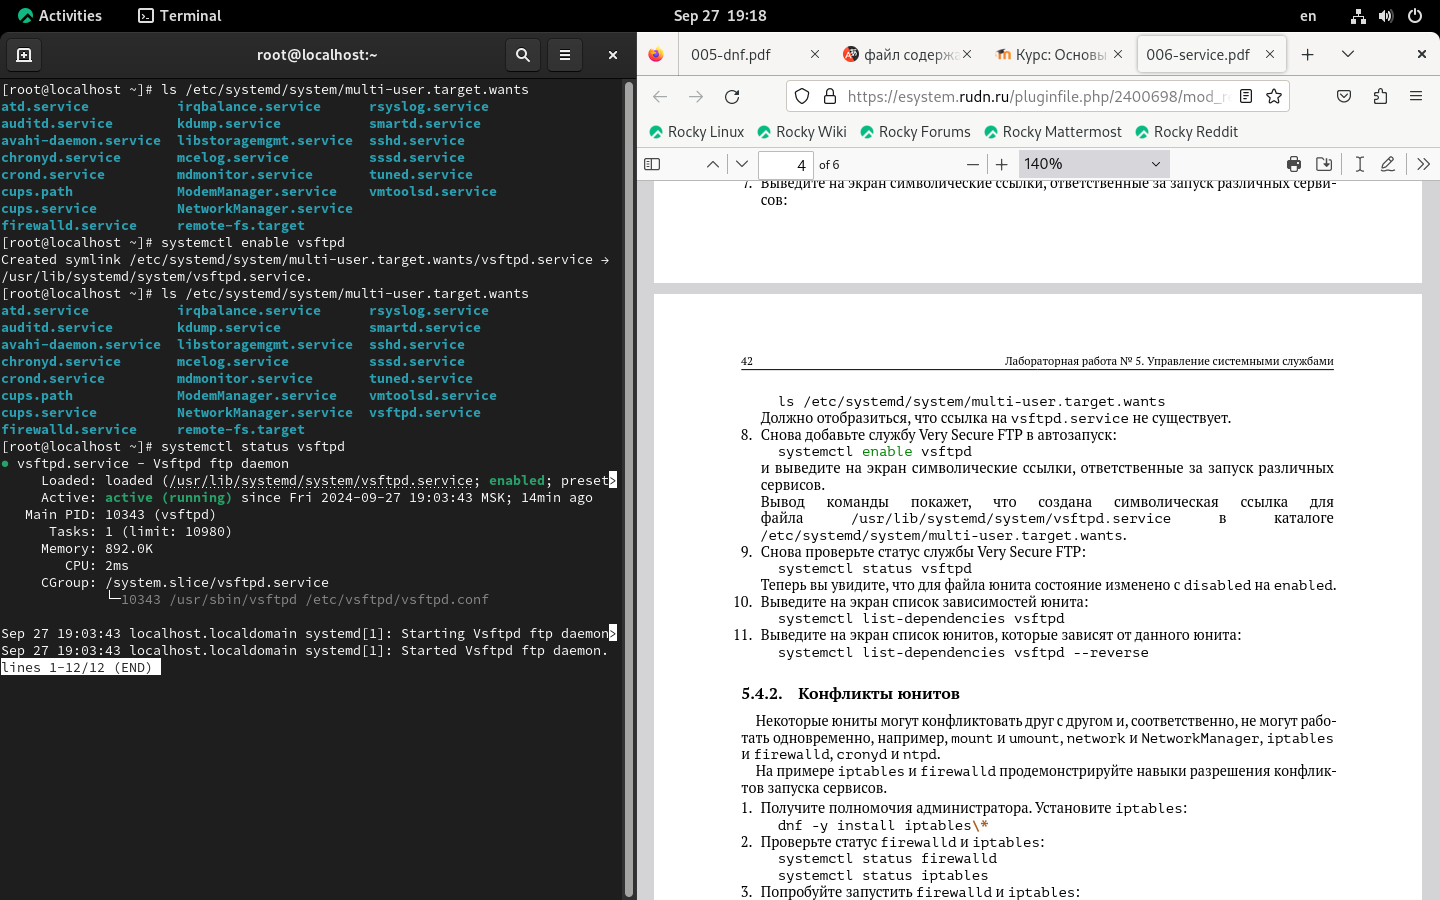 Activities
Terminal
Sep 27 19:18
en
root@localhost:~
[root@localhost ~]# ls /etc/systemd/system/multi-user.target.wants
atd.service irqbalance.service rsyslog.service
auditd.service kdump.service smartd.service
avahi-daemon.service libstoragemgmt.service sshd.service
chronyd.service mcelog.service sssd.service
crond.service mdmonitor.service tuned.service
cups.path ModemManager.service vmtoolsd.service
cups.service NetworkManager.service
firewalld.service remote-fs.target
[root@localhost ~]# systemctl enable vsftpd
Created symlink /etc/systemd/system/multi-user.target.wants/vsftpd.service →
/usr/lib/systemd/system/vsftpd.service.
[root@localhost ~]# ls /etc/systemd/system/multi-user.target.wants
atd.service irqbalance.service rsyslog.service
auditd.service kdump.service smartd.service
avahi-daemon.service libstoragemgmt.service sshd.service
chronyd.service mcelog.service sssd.service
crond.service mdmonitor.service tuned.service
cups.path ModemManager.service vmtoolsd.service
cups.service NetworkManager.service vsftpd.service
firewalld.service remote-fs.target
[root@localhost ~]# systemctl status vsftpd
● vsftpd.service - Vsftpd ftp daemon
Loaded: loaded (/usr/lib/systemd/system/vsftpd.service; enabled; preset>
Active: active (running) since Fri 2024-09-27 19:03:43 MSK; 14min ago
Main PID: 10343 (vsftpd)
Tasks: 1 (limit: 10980)
Memory: 892.0K
CPU: 2ms
CGroup: /system.slice/vsftpd.service
└─10343 /usr/sbin/vsftpd /etc/vsftpd/vsftpd.conf
Sep 27 19:03:43 localhost.localdomain systemd[1]: Starting Vsftpd ftp daemon>
Sep 27 19:03:43 localhost.localdomain systemd[1]: Started Vsftpd ftp daemon.
lines 1-12/12 (END)
005-dnf.pdf
файл содержа
Курс: Основы
006-service.pdf
https://esystem.rudn.ru/pluginfile.php/2400698/mod_r
Rocky Linux
Rocky Wiki
Rocky Forums
Rocky Mattermost
Rocky Reddit
4 of 6
140%
7. Выведите на экран символические ссылки, ответственные за запуск различных серви-
сов:
42 Лабораторная работа № 5. Управление системными службами
ls /etc/systemd/system/multi-user.target.wants
Должно отобразиться, что ссылка на vsftpd.service не существует.
8. Снова добавьте службу Very Secure FTP в автозапуск:
systemctl enable vsftpd
и выведите на экран символические ссылки, ответственные за запуск различных
сервисов.
Вывод команды покажет, что создана символическая ссылка для
файла /usr/lib/systemd/system/vsftpd.service в каталоге
/etc/systemd/system/multi-user.target.wants.
9. Снова проверьте статус службы Very Secure FTP:
systemctl status vsftpd
Теперь вы увидите, что для файла юнита состояние изменено с disabled на enabled.
10. Выведите на экран список зависимостей юнита:
systemctl list-dependencies vsftpd
11. Выведите на экран список юнитов, которые зависят от данного юнита:
systemctl list-dependencies vsftpd --reverse
5.4.2. Конфликты юнитов
Некоторые юниты могут конфликтовать друг с другом и, соответственно, не могут рабо-
тать одновременно, например, mount и umount, network и NetworkManager, iptables
и firewalld, cronyd и ntpd.
На примере iptables и firewalld продемонстрируйте навыки разрешения конфлик-
тов запуска сервисов.
1. Получите полномочия администратора. Установите iptables:
dnf -y install iptables\*
2. Проверьте статус firewalld и iptables:
systemctl status firewalld
systemctl status iptables
3. Попробуйте запустить firewalld и iptables: